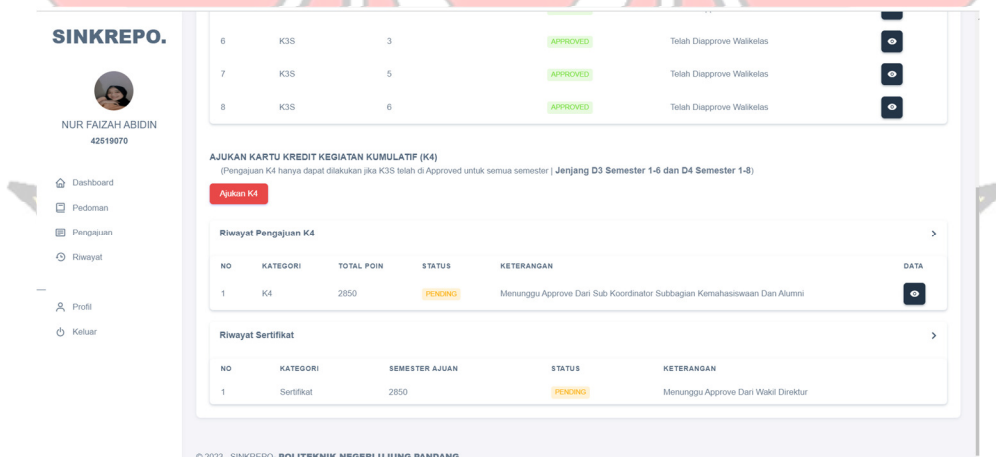 SINKREPO.
NUR FAIZAH ABIDIN
42519070
Dashboard
Pedoman
Pengajuan
Riwayat
Profil
Keluar
6 K3S 3 APPROVED Telah Diapprove Walikelas
7 K3S 5 APPROVED Telah Diapprove Walikelas
8 K3S 6 APPROVED Telah Diapprove Walikelas
AJUKAN KARTU KREDIT KEGIATAN KUMULATIF (K4)
(Pengajuan K4 hanya dapat dilakukan jika K3S telah di Approved untuk semua semester | Jenjang D3 Semester 1-6 dan D4 Semester 1-8)
Ajukan K4
Riwayat Pengajuan K4
NO KATEGORI TOTAL POIN STATUS KETERANGAN DATA
1 K4 2850 PENDING Menunggu Approve Dari Sub Koordinator Subbagian Kemahasiswaan Dan Alumni
Riwayat Sertifikat
NO KATEGORI SEMESTER AJUAN STATUS KETERANGAN
1 Sertifikat 2850 PENDING Menunggu Approve Dari Wakil Direktur
© 2023 - SINKREPO. POLITEKNIK NEGERI UJUNG PANDANG